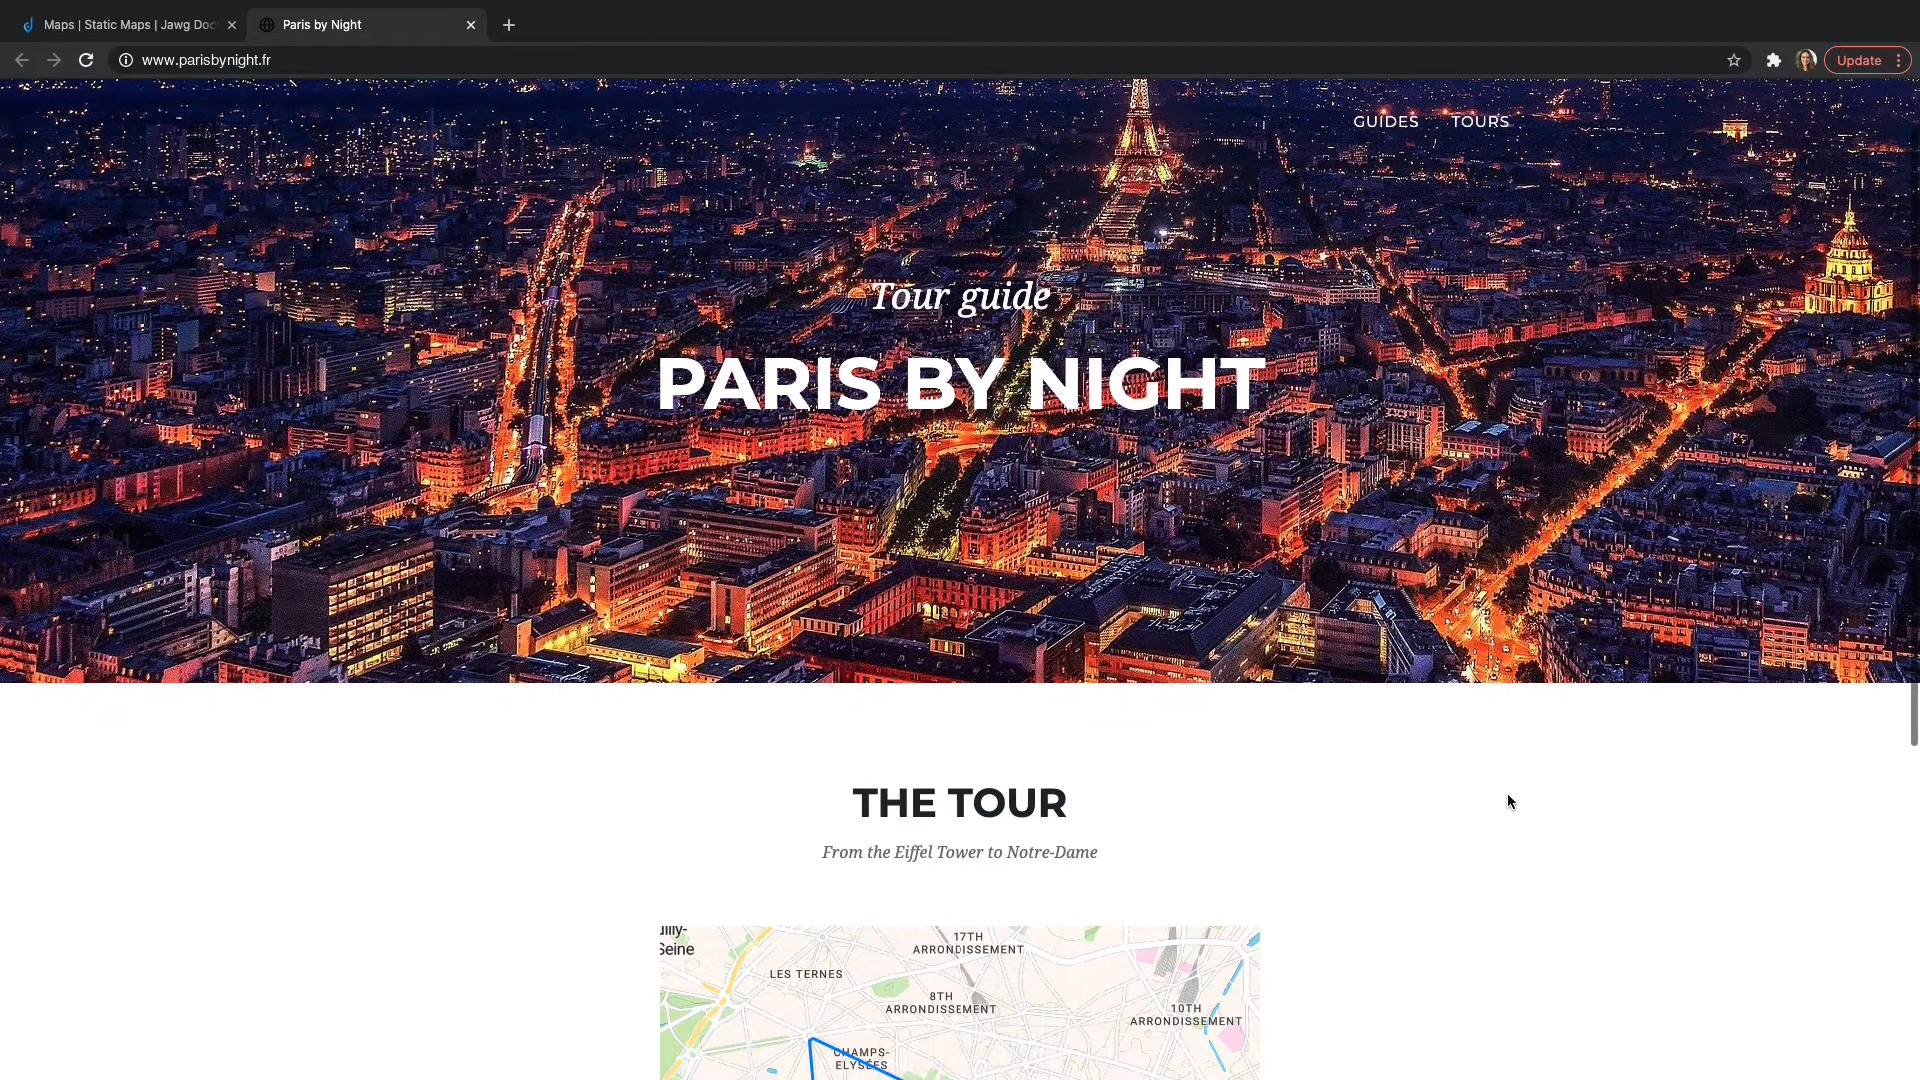 Maps | Static Maps | Jawg Doc
Paris by Night
www.parisbynight.fr
Update
GUIDES TOURS
Tour guide
PARIS BY NIGHT
THE TOUR
From the Eiffel Tower to Notre-Dame
uilly-
Seine
17TH
ARRONDISSEMENT
LES TERNES
8TH
ARRONDISSEMENT
10TH
ARRONDISSEMENT
CHAMPS-
ELYSÉES